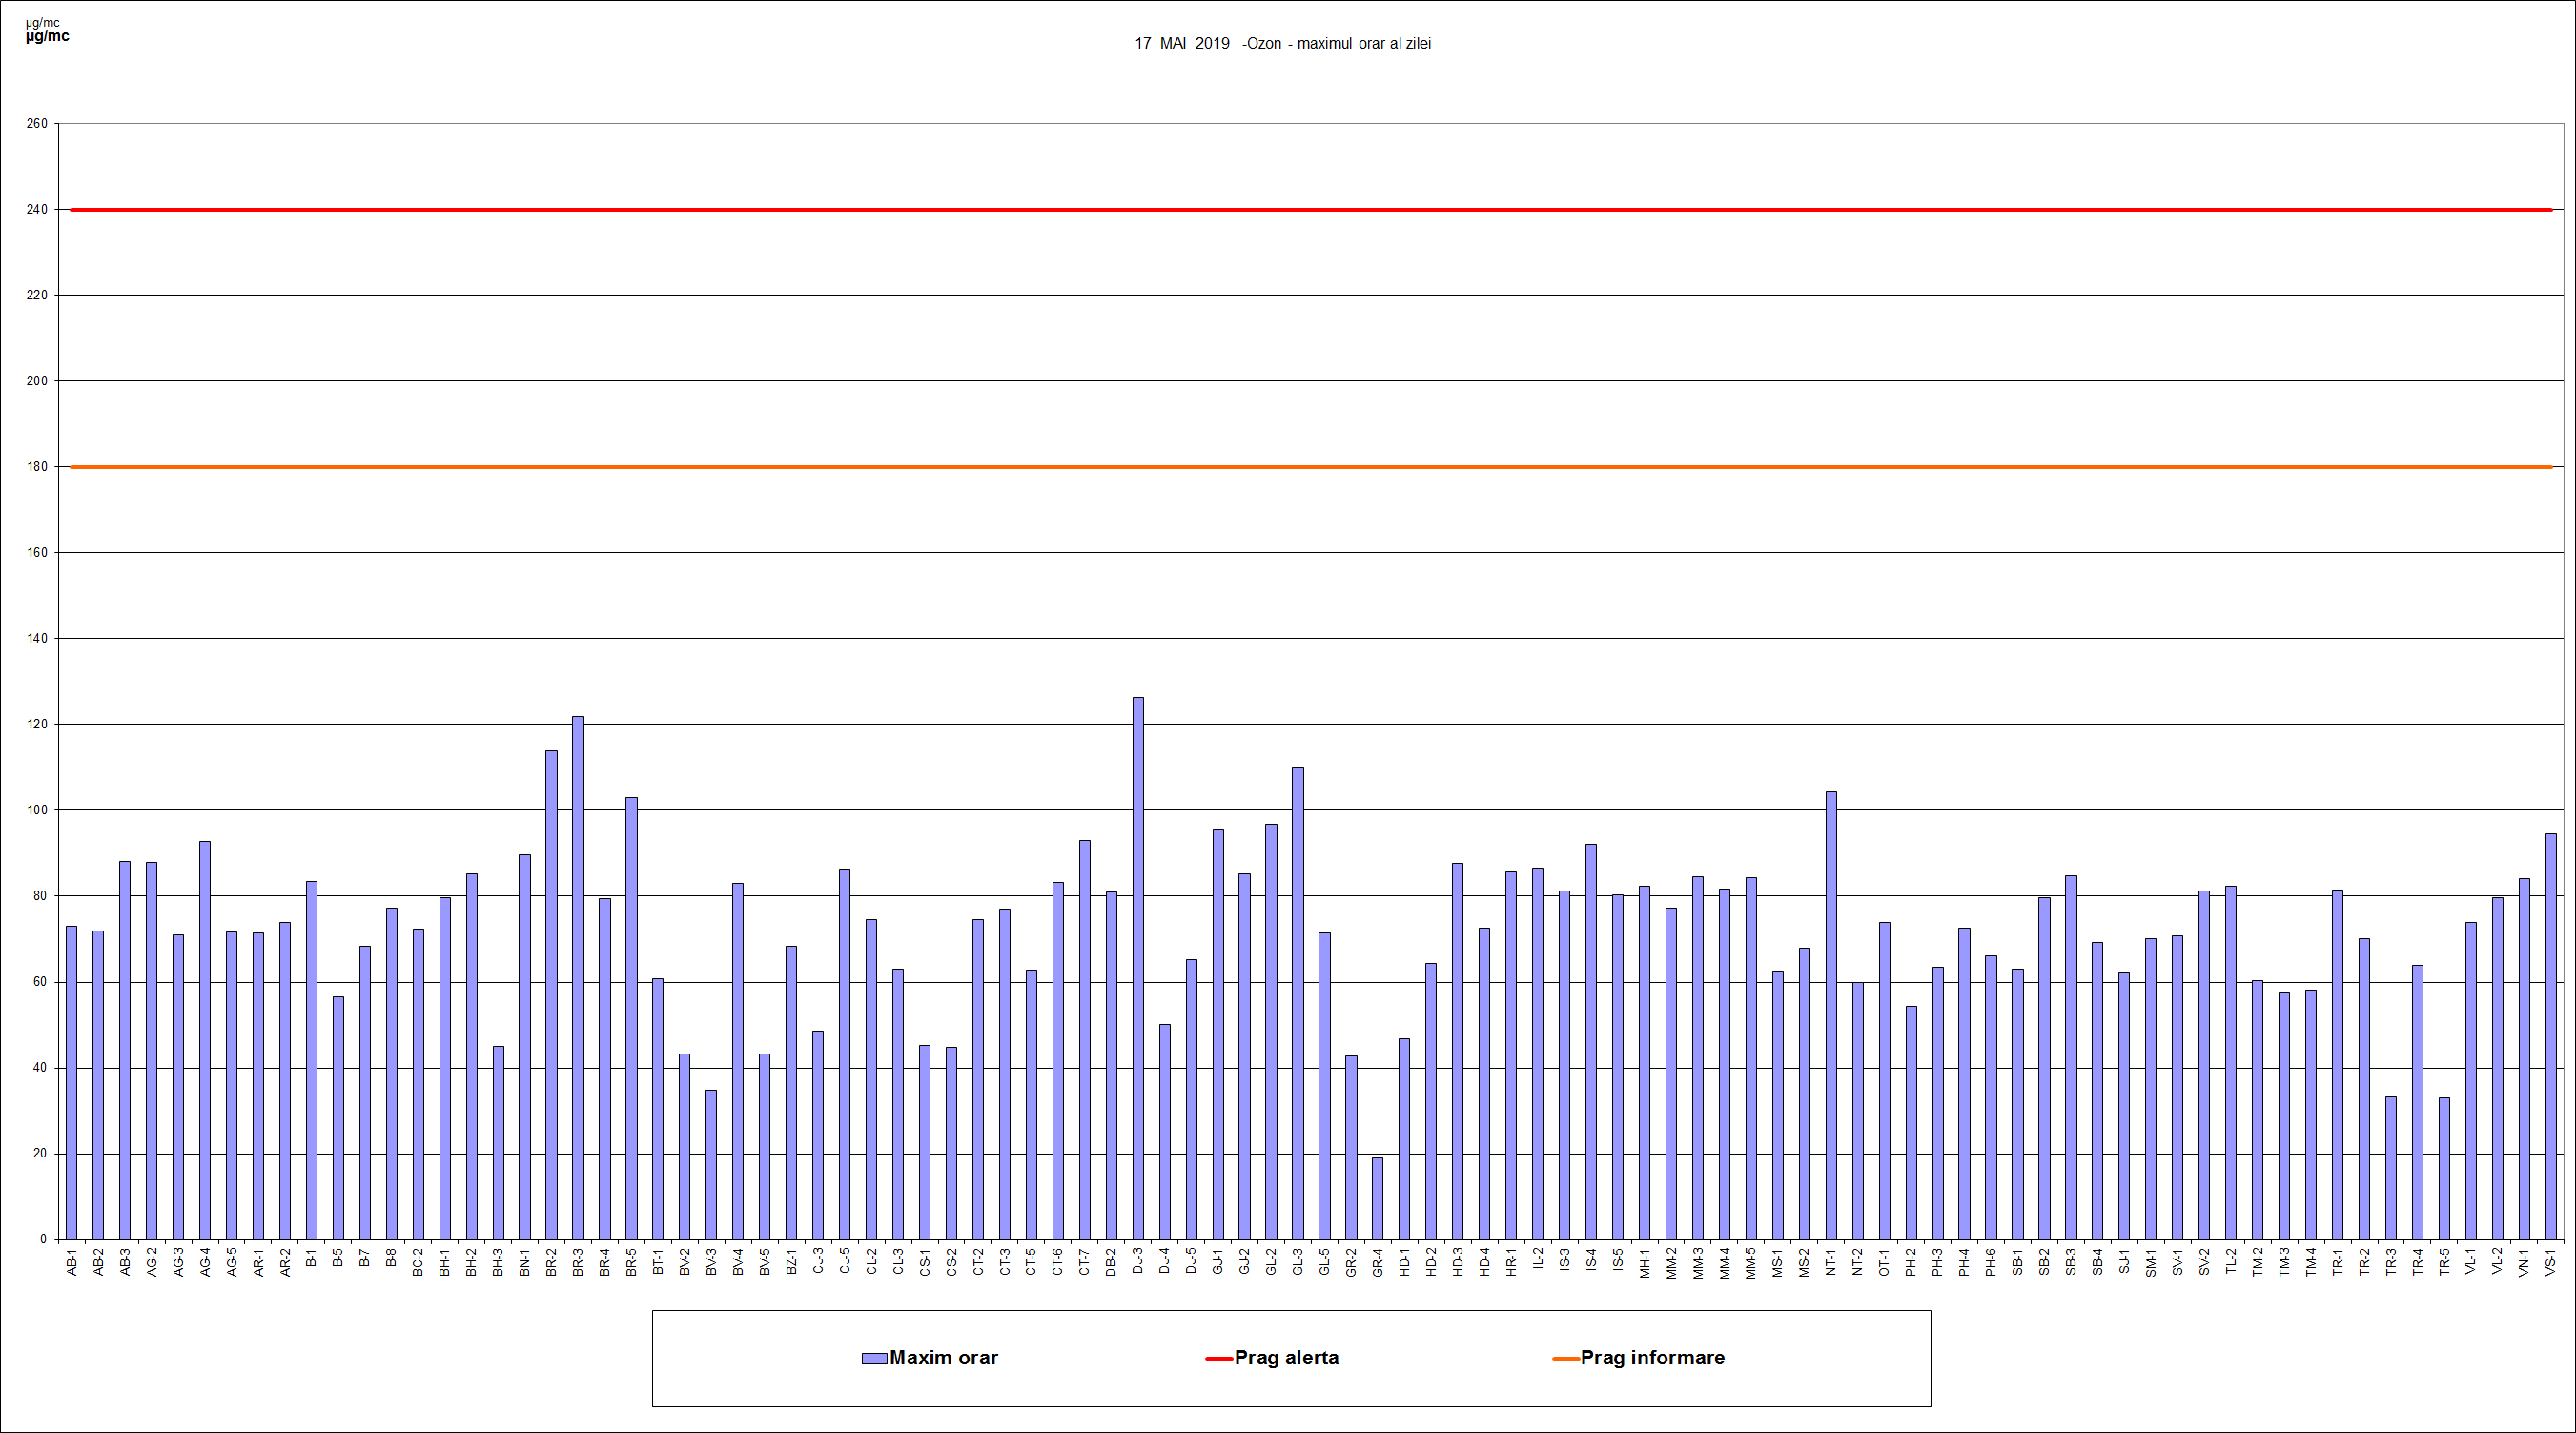 µg/mc
µg/mc
17 MAI 2019 -Ozon - maximul orar al zilei
260
240
220
200
180
160
140
120
100
80
60
40
20
0
AB-1 AB-2 AB-3 AG-2 AG-3 AG-4 AG-5 AR-1 AR-2 B-1 B-5 B-7 B-8 BC-2 BH-1 BH-2 BH-3 BN-1 BR-2 BR-3 BR-4 BR-5 BT-1 BV-2 BV-3 BV-4 BV-5 BZ-1 CJ-3 CJ-5 CL-2 CL-3 CS-1 CS-2 CT-2 CT-3 CT-5 CT-6 CT-7 DB-2 DJ-3 DJ-4 DJ-5 GJ-1 GJ-2 GL-2 GL-3 GL-5 GR-2 GR-4 HD-1 HD-2 HD-3 HD-4 HR-1 IL-2 IS-3 IS-4 IS-5 MH-1 MM-2 MM-3 MM-4 MM-5 MS-1 MS-2 NT-1 NT-2 OT-1 PH-2 PH-3 PH-4 PH-6 SB-1 SB-2 SB-3 SB-4 SJ-1 SM-1 SV-1 SV-2 TL-2 TM-2 TM-3 TM-4 TR-1 TR-2 TR-3 TR-4 TR-5 VL-1 VL-2 VN-1 VS-1
Maxim orar Prag alerta Prag informare